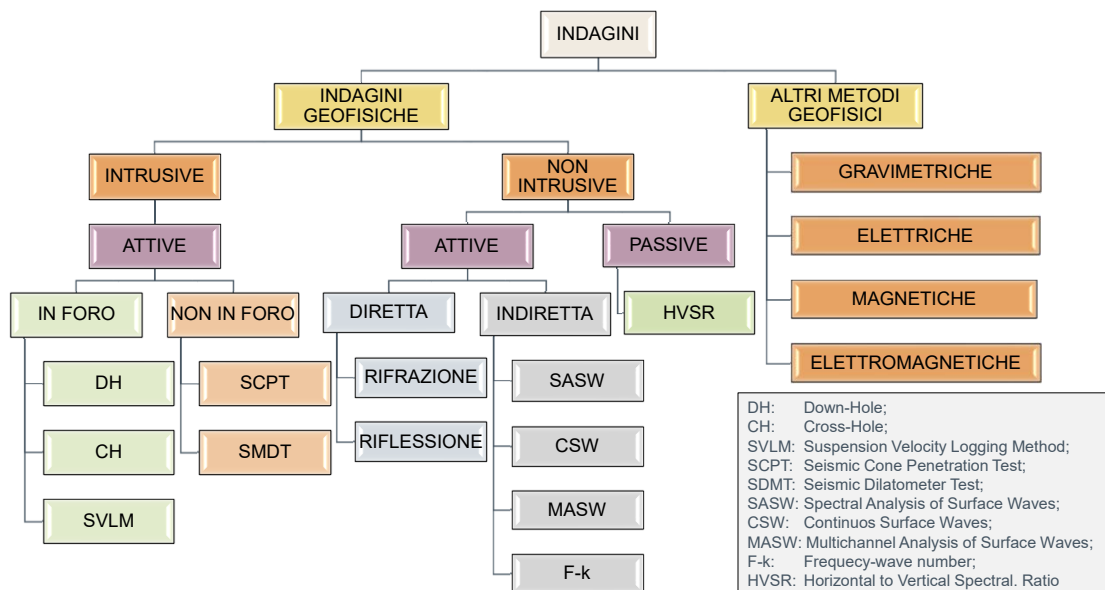 INDAGINI
INDAGINI
GEOFISICHE
ALTRI METODI
GEOFISICI
INTRUSIVE
NON
INTRUSIVE
GRAVIMETRICHE
ATTIVE
ATTIVE
PASSIVE
ELETTRICHE
IN FORO
NON IN FORO
DIRETTA
INDIRETTA
HVSR
MAGNETICHE
DH
SCPT
RIFRAZIONE
SASW
ELETTROMAGNETICHE
CH
SMDT
RIFLESSIONE
CSW
SVLM
MASW
F-k
DH: Down-Hole;
CH: Cross-Hole;
SVLM: Suspension Velocity Logging Method;
SCPT: Seismic Cone Penetration Test;
SDMT: Seismic Dilatometer Test;
SASW: Spectral Analysis of Surface Waves;
CSW: Continuos Surface Waves;
MASW: Multichannel Analysis of Surface Waves;
F-k: Frequecy-wave number;
HVSR: Horizontal to Vertical Spectral. Ratio